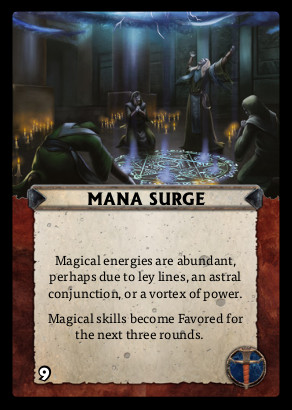 MANA SURGE
Magical energies are abundant,
perhaps due to ley lines, an astral
conjunction, or a vortex of power.
Magical skills become Favored for
the next three rounds.
9